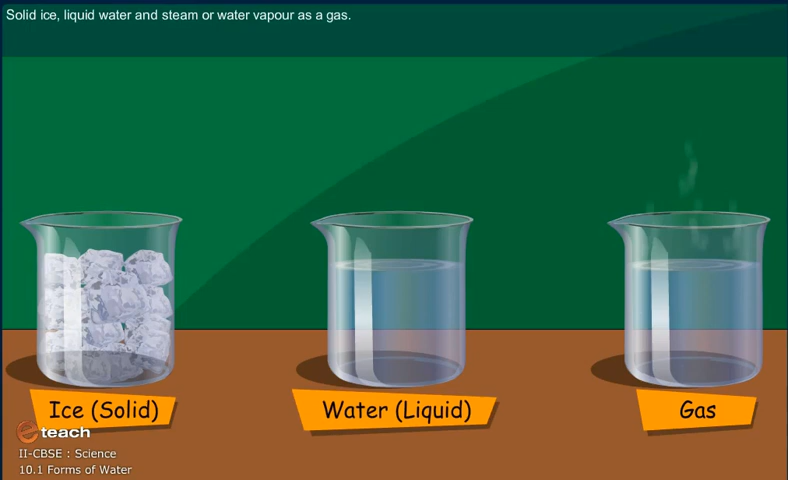 Solid ice, liquid water and steam or water vapour as a gas.
Ice (Solid)
Water (Liquid)
Gas
e teach
II-CBSE : Science
10.1 Forms of Water